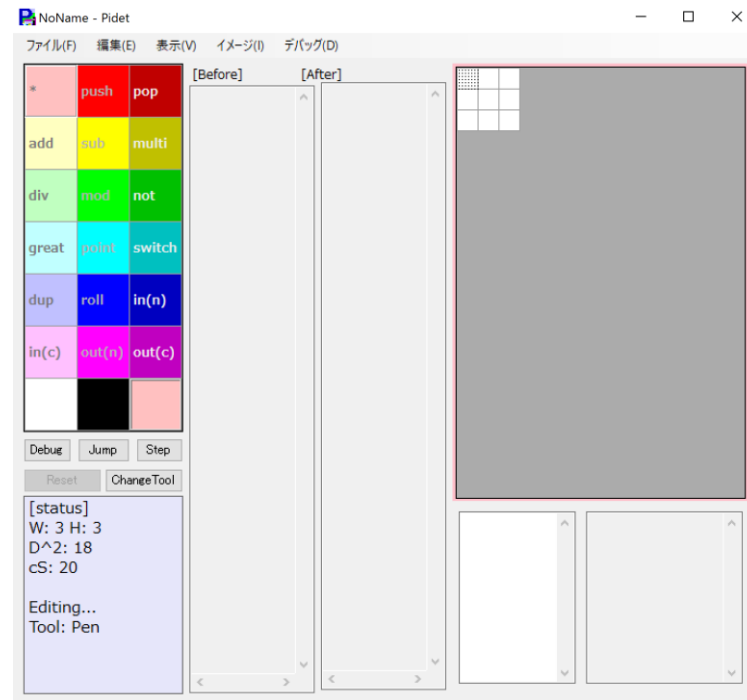 NoName - Pidet
ファイル(F) 編集(E) 表示(V) イメージ(I) デバッグ(D)
[Before] [After]
* push pop
add sub multi
div mod not
great point switch
dup roll in(n)
in(c) out(n) out(c)
Debug Jump Step
Reset ChangeTool
[status]
W: 3 H: 3
D^2: 18
cS: 20
Editing...
Tool: Pen